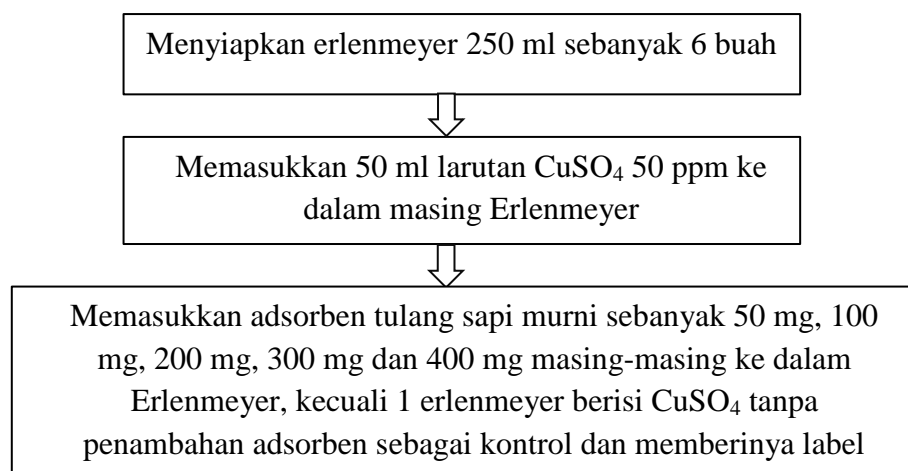 Menyiapkan erlenmeyer 250 ml sebanyak 6 buah
Memasukkan 50 ml larutan CuSO₄ 50 ppm ke
dalam masing Erlenmeyer
Memasukkan adsorben tulang sapi murni sebanyak 50 mg, 100
mg, 200 mg, 300 mg dan 400 mg masing-masing ke dalam
Erlenmeyer, kecuali 1 erlenmeyer berisi CuSO₄ tanpa
penambahan adsorben sebagai kontrol dan memberinya label